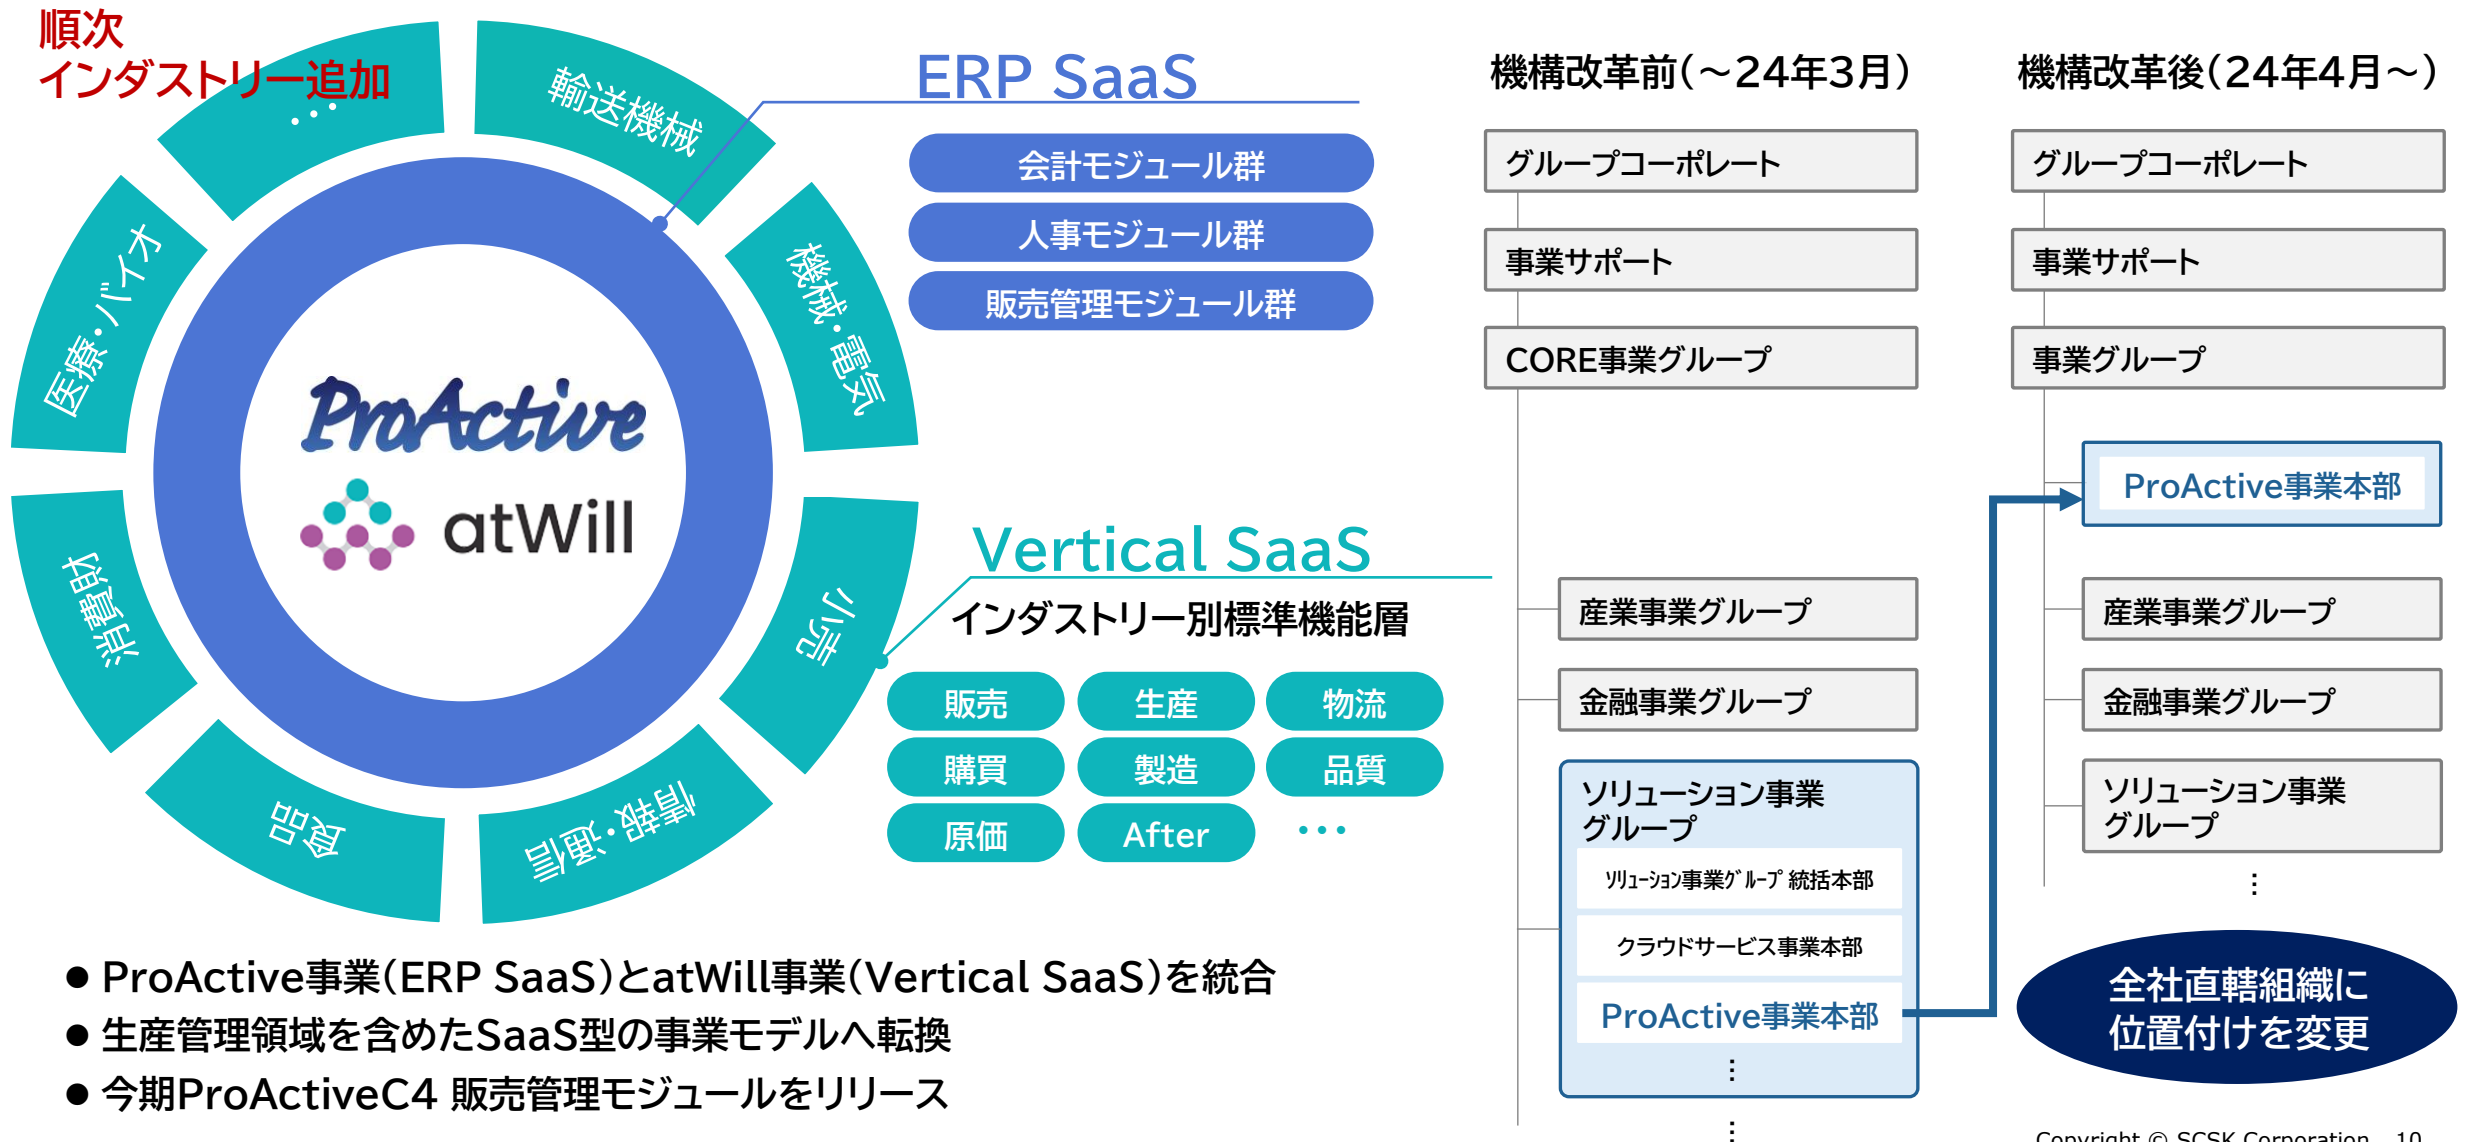 順次
インダストリー追加
・・・
輸送機械
機械・電気
小売
情報・通信
食品
消費財
医療・バイオ
ProActive
atWill
ERP SaaS
会計モジュール群
人事モジュール群
販売管理モジュール群
Vertical SaaS
インダストリー別標準機能層
販売
生産
物流
購買
製造
品質
原価
After
・・・
● ProActive事業(ERP SaaS)とatWill事業(Vertical SaaS)を統合
● 生産管理領域を含めたSaaS型の事業モデルへ転換
● 今期ProActiveC4 販売管理モジュールをリリース
機構改革前(～24年3月)
グループコーポレート
事業サポート
CORE事業グループ
産業事業グループ
金融事業グループ
ソリューション事業
グループ
ソリューション事業グループ 統括本部
クラウドサービス事業本部
ProActive事業本部
…
…
機構改革後(24年4月～)
グループコーポレート
事業サポート
事業グループ
ProActive事業本部
産業事業グループ
金融事業グループ
ソリューション事業
グループ
…
全社直轄組織に
位置付けを変更
Copyright © SCSK Corporation 10